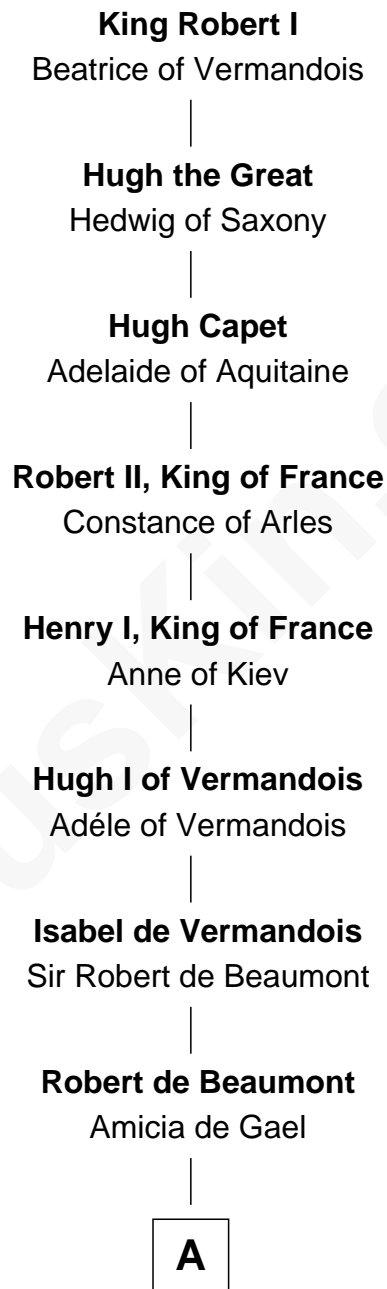 King Robert I
Beatrice of Vermandois
Hugh the Great
Hedwig of Saxony
Hugh Capet
Adelaide of Aquitaine
Robert II, King of France
Constance of Arles
Henry I, King of France
Anne of Kiev
Hugh I of Vermandois
Adéle of Vermandois
Isabel de Vermandois
Sir Robert de Beaumont
Robert de Beaumont
Amicia de Gael
A